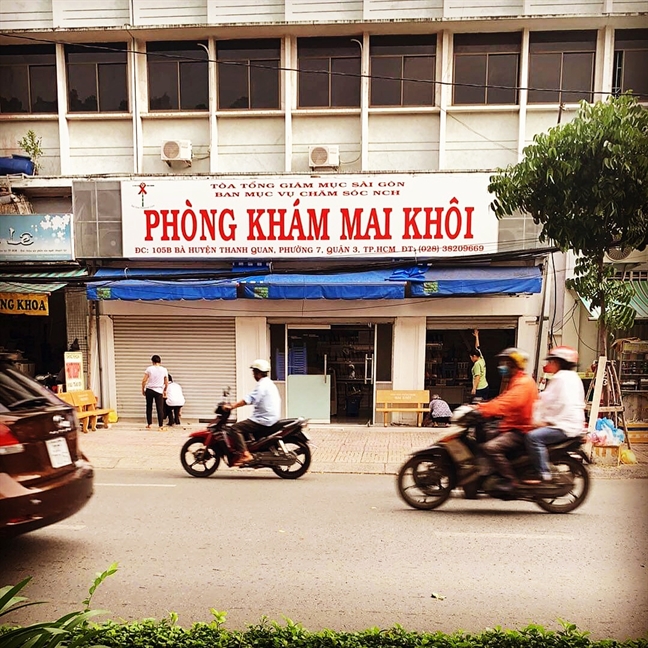 TÒA TỔNG GIÁM MỤC SÀI GÒN
BAN MỤC VỤ CHĂM SÓC NCH
PHÒNG KHÁM MAI KHÔI
ĐC: 105B BÀ HUYỆN THANH QUAN, PHƯỜNG 7, QUẬN 3, TP.HCM ĐT: (028) 38209669
NG KHOA